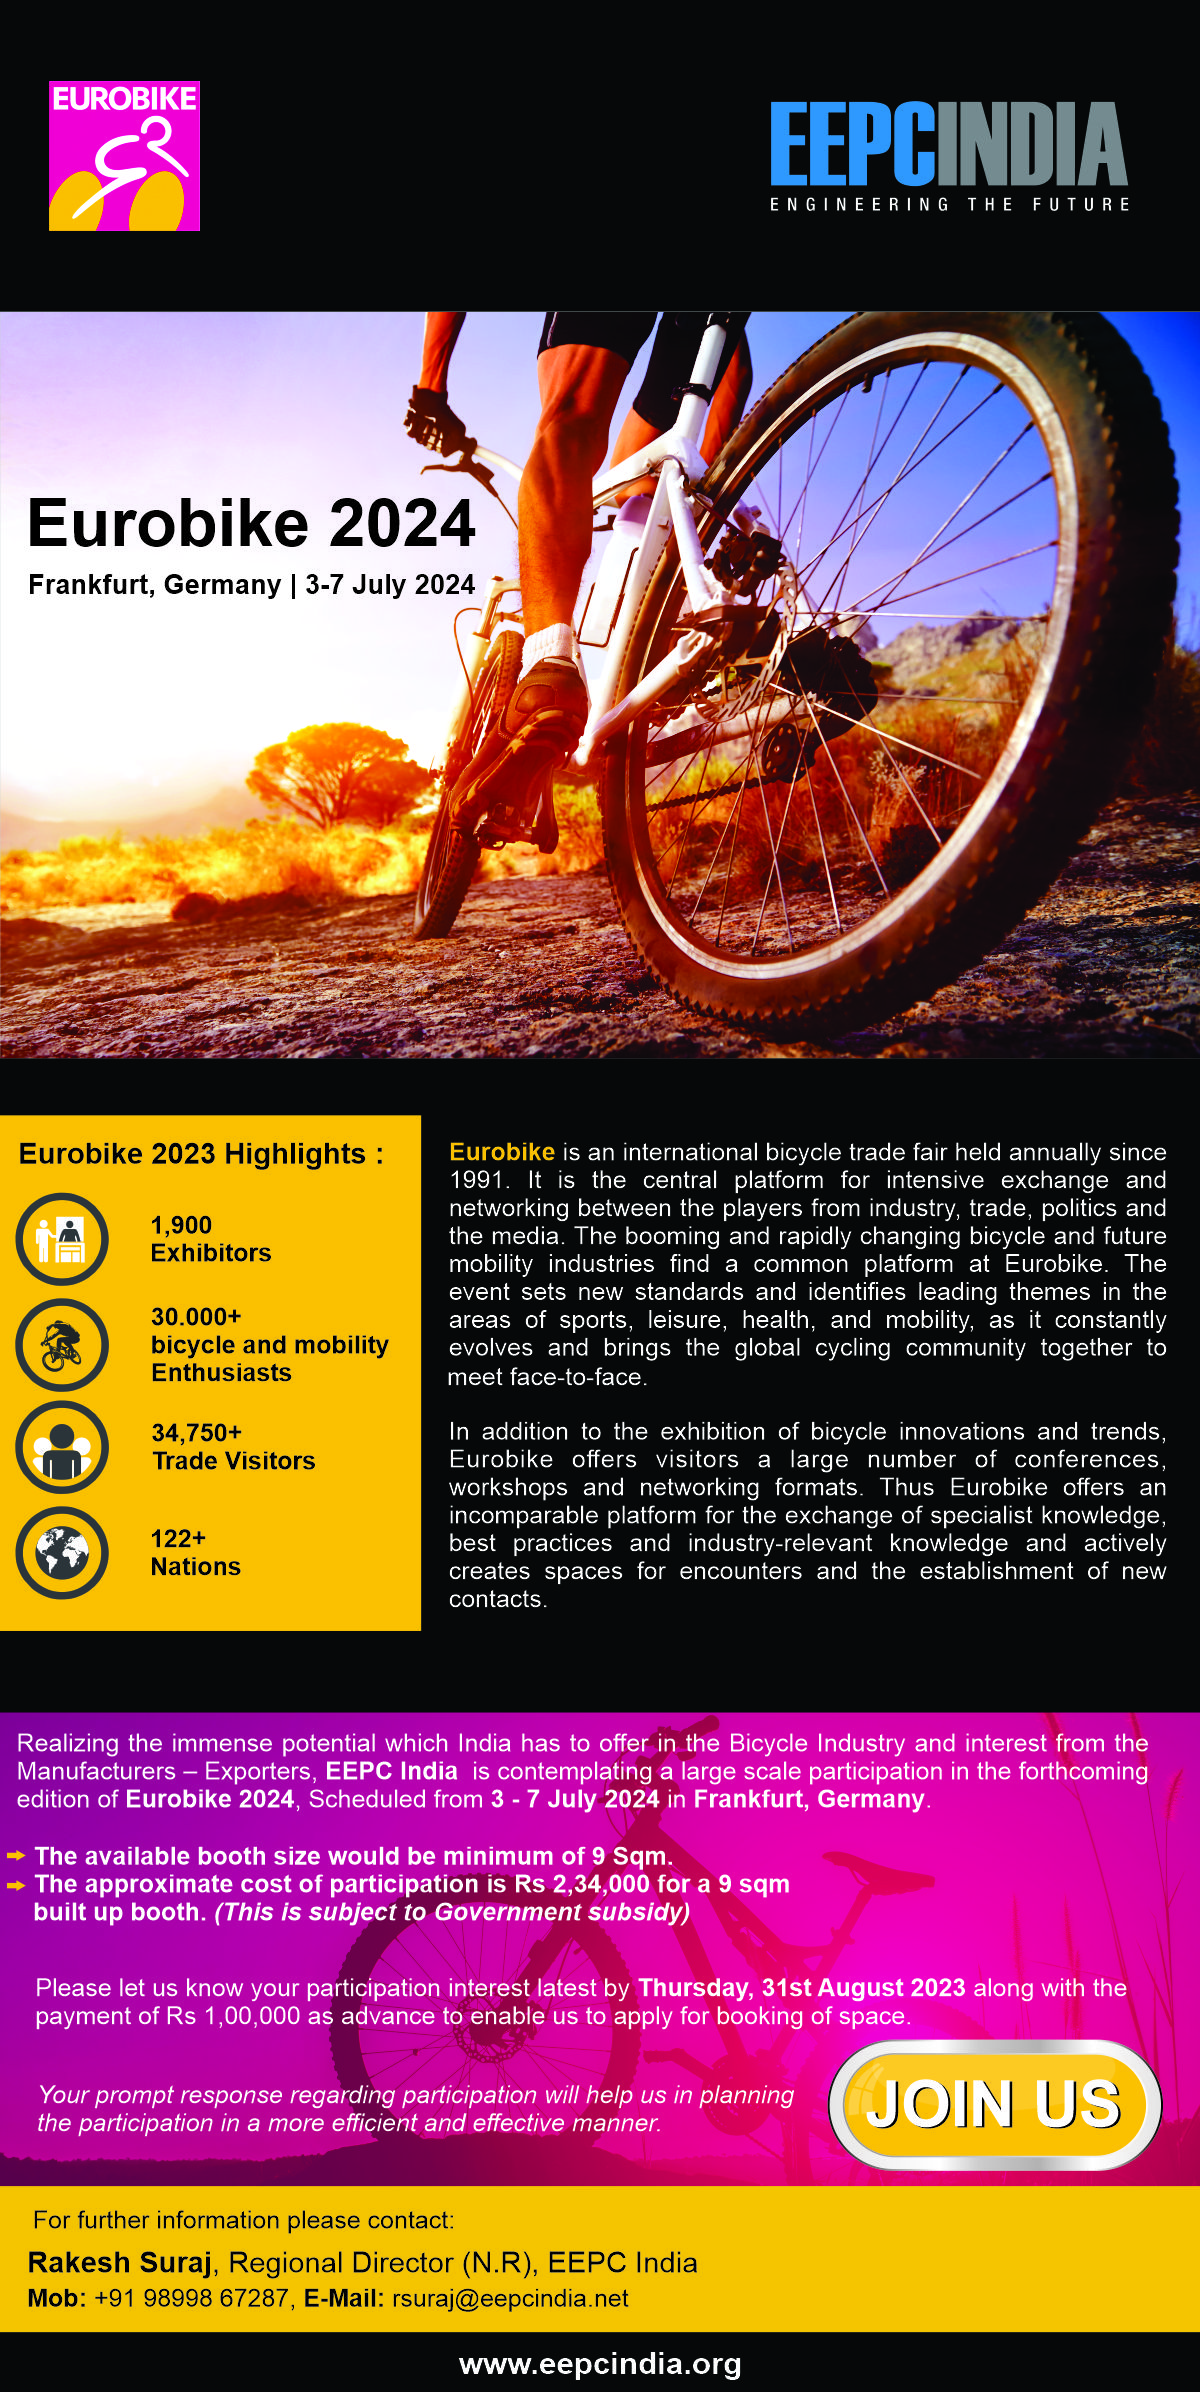 EUROBIKE
EEPCINDIA
ENGINEERING THE FUTURE
Eurobike 2024
Frankfurt, Germany | 3-7 July 2024
Eurobike 2023 Highlights :
1,900
Exhibitors
30.000+
bicycle and mobility
Enthusiasts
34,750+
Trade Visitors
122+
Nations
Eurobike is an international bicycle trade fair held annually since
1991. It is the central platform for intensive exchange and
networking between the players from industry, trade, politics and
the media. The booming and rapidly changing bicycle and future
mobility industries find a common platform at Eurobike. The
event sets new standards and identifies leading themes in the
areas of sports, leisure, health, and mobility, as it constantly
evolves and brings the global cycling community together to
meet face-to-face.
In addition to the exhibition of bicycle innovations and trends,
Eurobike offers visitors a large number of conferences,
workshops and networking formats. Thus Eurobike offers an
incomparable platform for the exchange of specialist knowledge,
best practices and industry-relevant knowledge and actively
creates spaces for encounters and the establishment of new
contacts.
Realizing the immense potential which India has to offer in the Bicycle Industry and interest from the
Manufacturers – Exporters, EEPC India is contemplating a large scale participation in the forthcoming
edition of Eurobike 2024, Scheduled from 3 - 7 July 2024 in Frankfurt, Germany.
The available booth size would be minimum of 9 Sqm.
The approximate cost of participation is Rs 2,34,000 for a 9 sqm
built up booth. (This is subject to Government subsidy)
Please let us know your participation interest latest by Thursday, 31st August 2023 along with the
payment of Rs 1,00,000 as advance to enable us to apply for booking of space.
Your prompt response regarding participation will help us in planning
the participation in a more efficient and effective manner.
JOIN US
For further information please contact:
Rakesh Suraj, Regional Director (N.R), EEPC India
Mob: +91 98998 67287, E-Mail: rsuraj@eepcindia.net
www.eepcindia.org